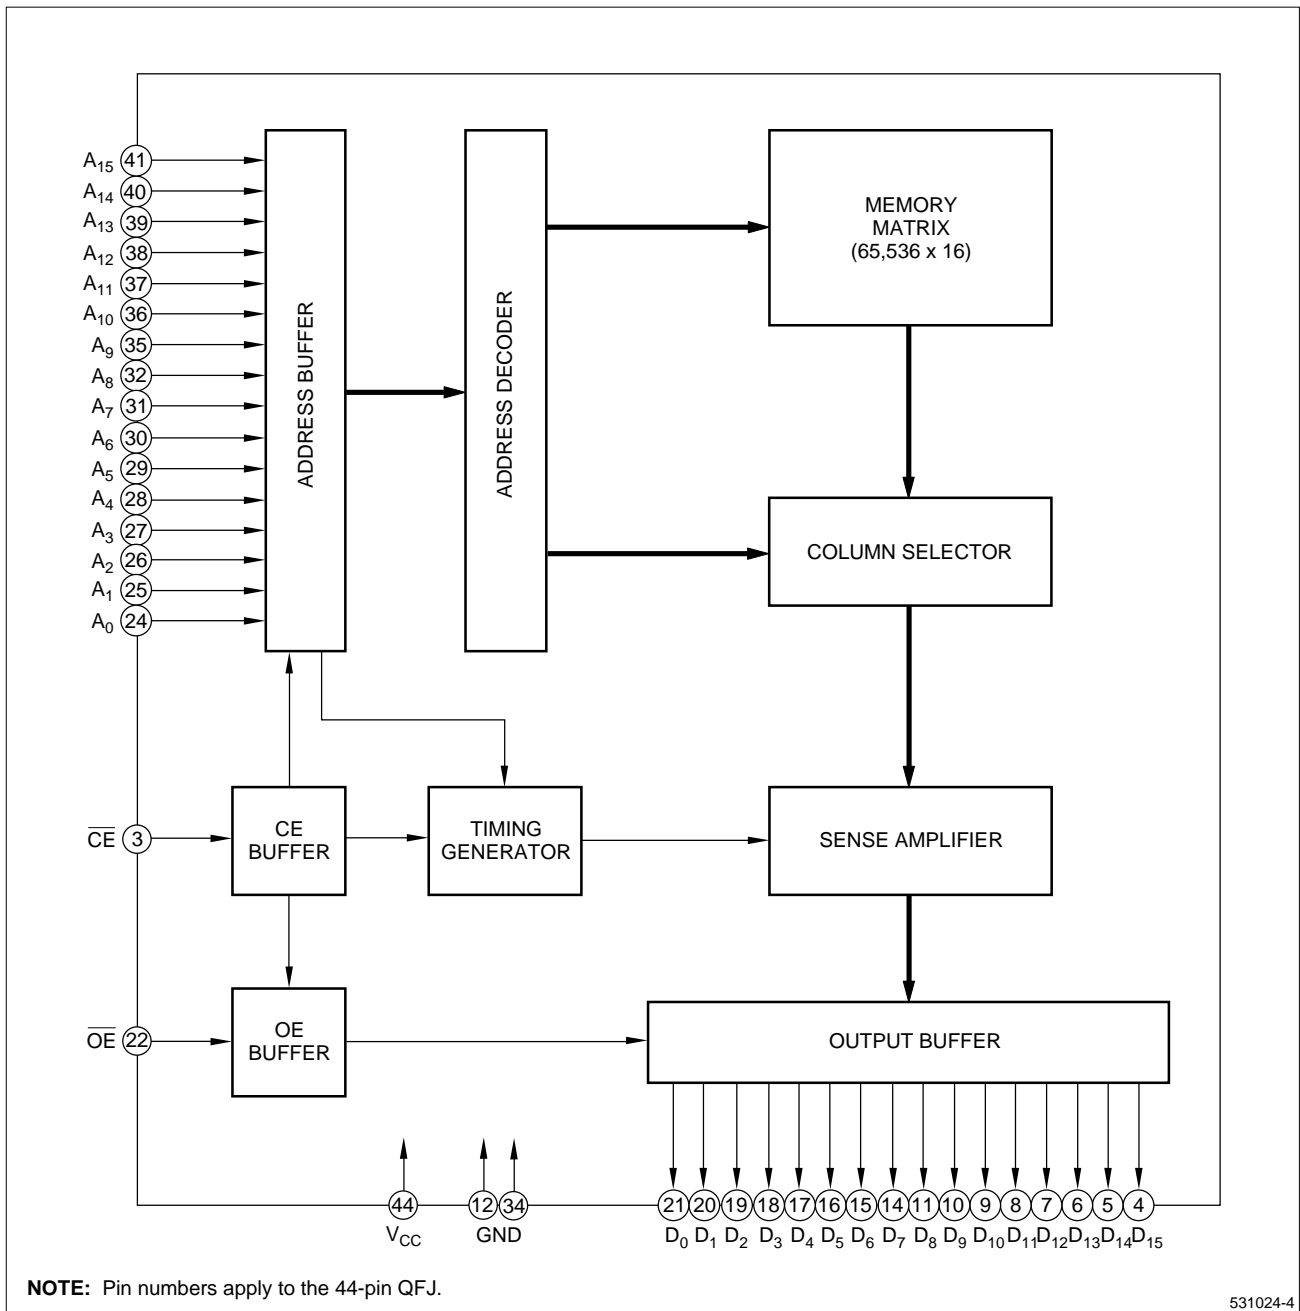 A15 41
A14 40
A13 39
A12 38
A11 37
A10 36
A9 35
A8 32
A7 31
A6 30
A5 29
A4 28
A3 27
A2 26
A1 25
A0 24
ADDRESS BUFFER
ADDRESS DECODER
MEMORY
MATRIX
(65,536 x 16)
COLUMN SELECTOR
CE 3
CE
BUFFER
TIMING
GENERATOR
SENSE AMPLIFIER
OE 22
OE
BUFFER
OUTPUT BUFFER
44 12 34 21 20 19 18 17 16 15 14 11 10 9 8 7 6 5 4
VCC GND D0 D1 D2 D3 D4 D5 D6 D7 D8 D9 D10 D11 D12 D13 D14 D15
NOTE: Pin numbers apply to the 44-pin QFJ.
531024-4